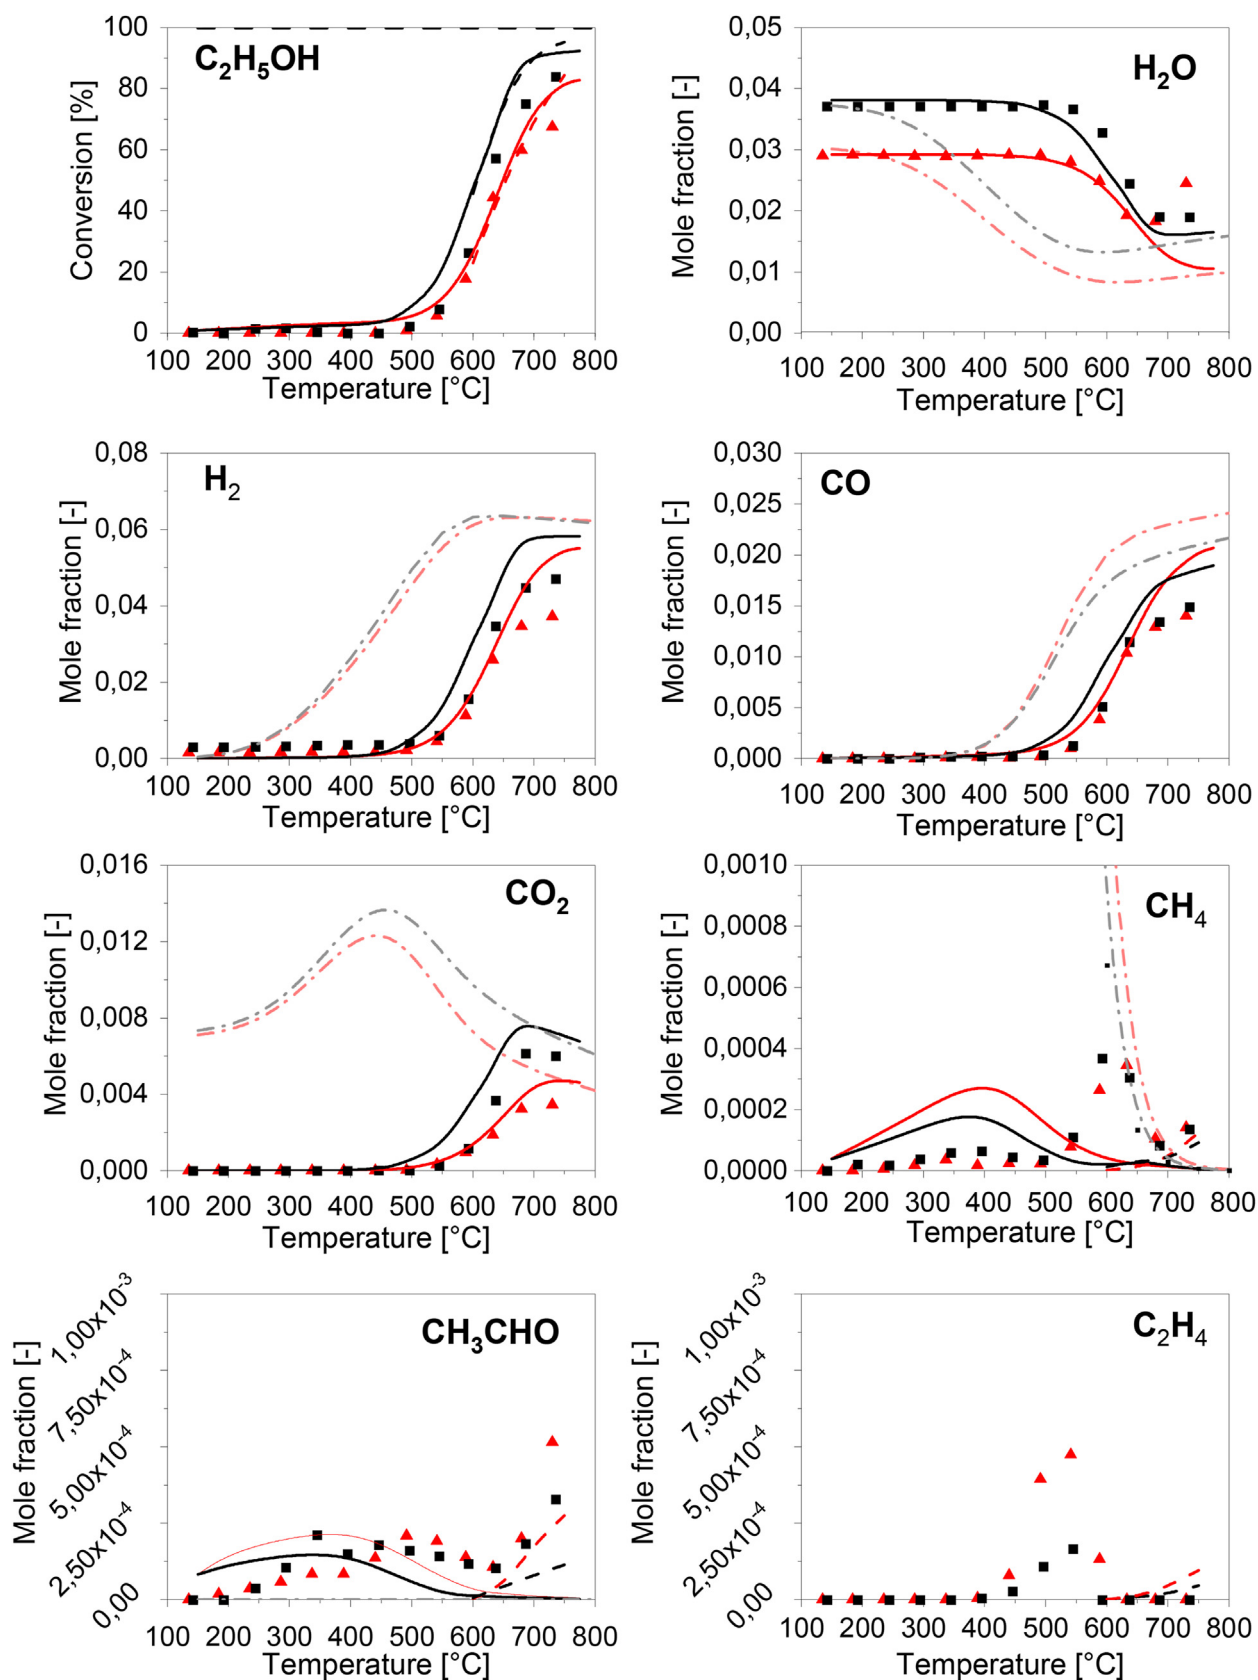 C₂H₅OH
Conversion [%]
100
80
60
40
20
0
100 200 300 400 500 600 700 800
Temperature [°C]
H₂O
Mole fraction [-]
0,05
0,04
0,03
0,02
0,01
0,00
100 200 300 400 500 600 700 800
Temperature [°C]
H₂
Mole fraction [-]
0,08
0,06
0,04
0,02
0,00
100 200 300 400 500 600 700 800
Temperature [°C]
CO
Mole fraction [-]
0,030
0,025
0,020
0,015
0,010
0,005
0,000
100 200 300 400 500 600 700 800
Temperature [°C]
CO₂
Mole fraction [-]
0,016
0,012
0,008
0,004
0,000
100 200 300 400 500 600 700 800
Temperature [°C]
CH₄
Mole fraction [-]
0,0010
0,0008
0,0006
0,0004
0,0002
0,0000
100 200 300 400 500 600 700 800
Temperature [°C]
CH₃CHO
Mole fraction [-]
1,00x10⁻³
7,50x10⁻⁴
5,00x10⁻⁴
2,50x10⁻⁴
0,00
100 200 300 400 500 600 700 800
Temperature [°C]
C₂H₄
Mole fraction [-]
1,00x10⁻³
7,50x10⁻⁴
5,00x10⁻⁴
2,50x10⁻⁴
0,00
100 200 300 400 500 600 700 800
Temperature [°C]